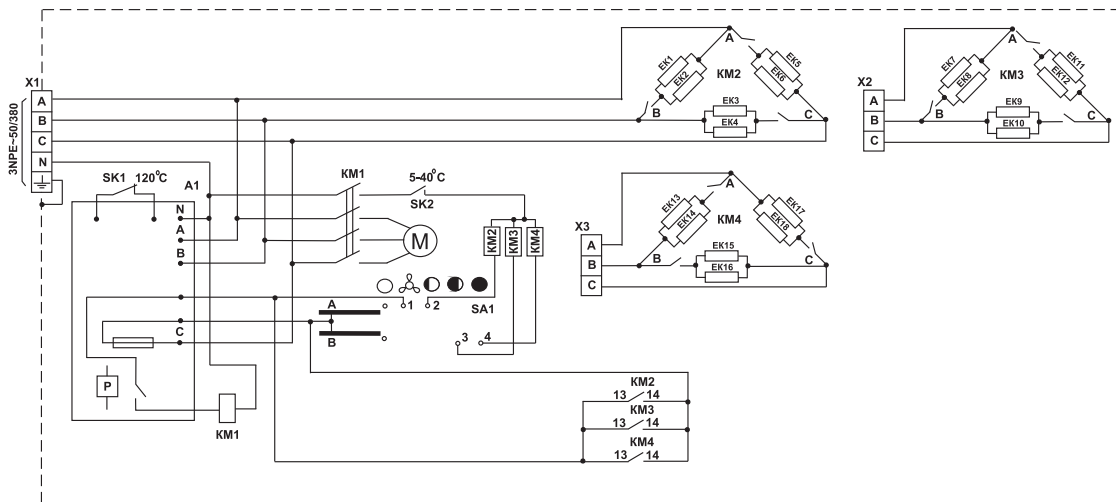 X1
A
B
C
N
3NPE~50/380
SK1
120°C
A1
N
A
B
C
P
KM1
KM1
5-40°C
SK2
M
KM2
KM3
KM4
SA1
A
B
1
2
3
4
A
B
C
EK1
EK2
EK3
EK4
EK5
EK6
KM2
X2
A
B
C
A
B
C
EK7
EK8
EK9
EK10
EK11
EK12
KM3
X3
A
B
C
A
B
C
EK13
EK14
EK15
EK16
EK17
EK18
KM4
KM2
13 14
KM3
13 14
KM4
13 14